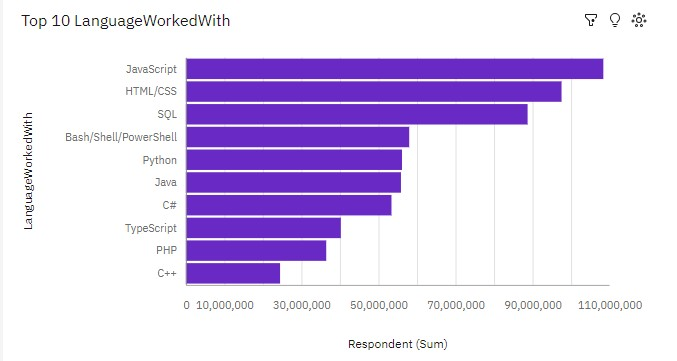 Top 10 LanguageWorkedWith
LanguageWorkedWith
JavaScript
HTML/CSS
SQL
Bash/Shell/PowerShell
Python
Java
C#
TypeScript
PHP
C++
0 10,000,000 30,000,000 50,000,000 70,000,000 90,000,000 110,000,000
Respondent (Sum)